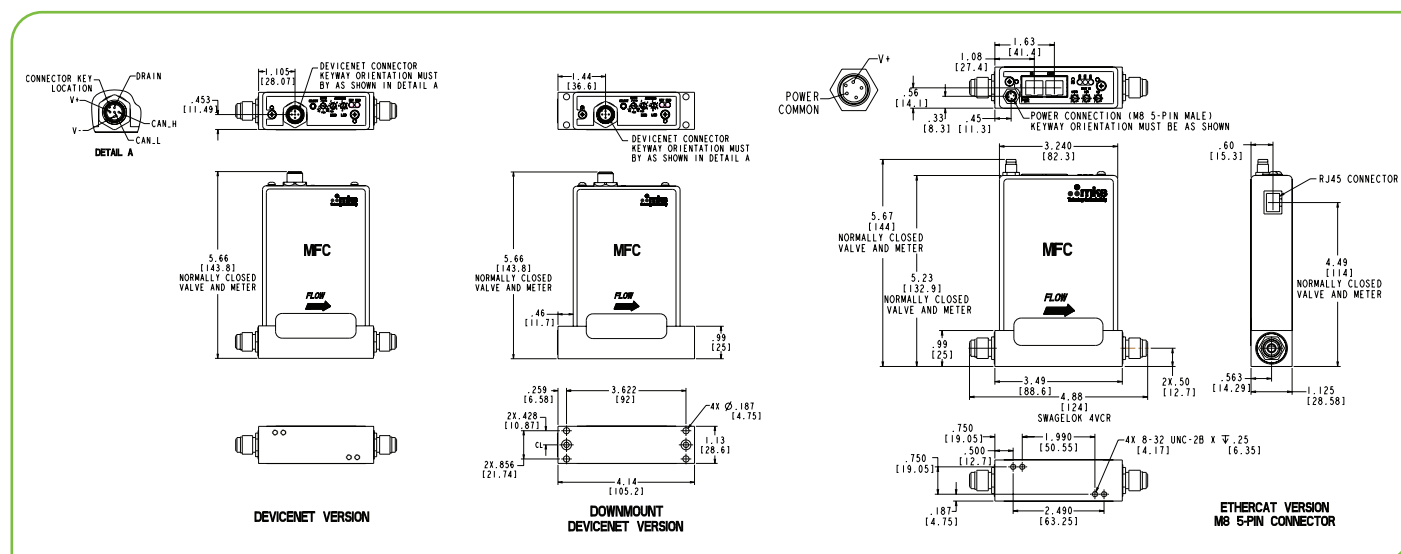 CONNECTOR KEY
LOCATION
DRAIN
V+
V-
CAN_H
CAN_L
DETAIL A
1.105
[28.07]
.453
[11.49]
DEVICENET CONNECTOR
KEYWAY ORIENTATION MUST
BY AS SHOWN IN DETAIL A
5.66
[143.8]
NORMALLY CLOSED
VALVE AND METER
mks
MFC
FLOW
DEVICENET VERSION
1.44
[36.6]
DEVICENET CONNECTOR
KEYWAY ORIENTATION MUST
BY AS SHOWN IN DETAIL A
5.66
[143.8]
NORMALLY CLOSED
VALVE AND METER
mks
MFC
FLOW
.46
[11.7]
.99
[25]
.259
[6.58]
3.622
[92]
4X Ø.187
[4.75]
2X.428
[10.87]
CL
2X.856
[21.74]
1.13
[28.6]
4.14
[105.2]
DOWNMOUNT
DEVICENET VERSION
V+
POWER
COMMON
1.63
[41.4]
1.08
[27.4]
.56
[14.1]
.33
[8.3]
.45
[11.3]
POWER CONNECTION (M8 5-PIN MALE)
KEYWAY ORIENTATION MUST BE AS SHOWN
3.240
[82.3]
5.67
[144]
NORMALLY CLOSED
VALVE AND METER
5.23
[132.9]
NORMALLY CLOSED
VALVE AND METER
mks
MFC
FLOW
.99
[25]
3.49
[88.6]
4.88
[124]
SWAGELOK 4VCR
2X.50
[12.7]
.60
[15.3]
RJ45 CONNECTOR
4.49
[114]
NORMALLY CLOSED
VALVE AND METER
.563
[14.29]
1.125
[28.58]
.750
[19.05]
.500
[12.7]
1.990
[50.55]
4X 8-32 UNC-2B X ↧.25
[4.17] [6.35]
.750
[19.05]
.187
[4.75]
2.490
[63.25]
ETHERCAT VERSION
M8 5-PIN CONNECTOR